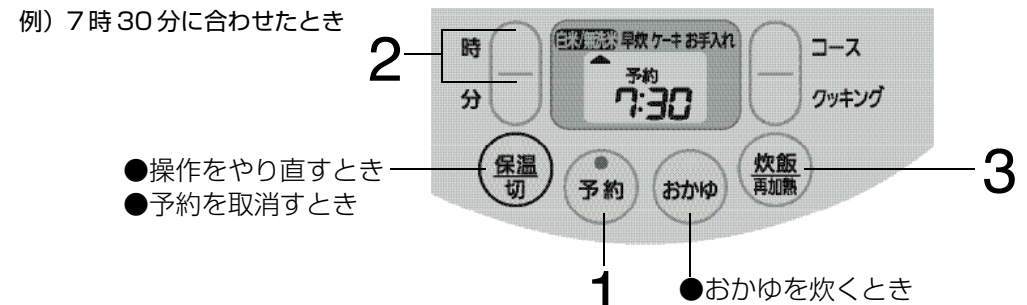 例）7時30分に合わせたとき
2
時
分
白米/無洗米 早炊 ケーキ お手入れ
予約
7:30
コース
クッキング
●操作をやり直すとき
●予約を取消すとき
保温
切
予約
おかゆ
炊飯
再加熱
3
1
●おかゆを炊くとき